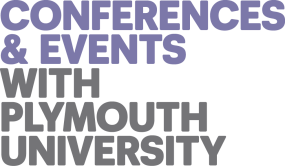 CONFERENCES
& EVENTS
WITH
PLYMOUTH
UNIVERSITY